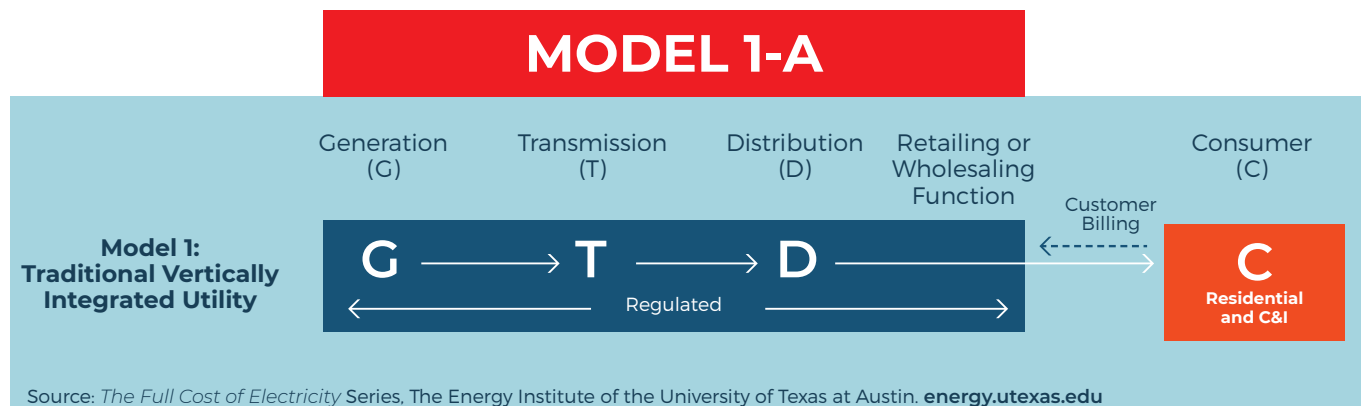 MODEL 1-A
Generation
(G)
Transmission
(T)
Distribution
(D)
Retailing or
Wholesaling
Function
Consumer
(C)
Customer
Billing
Model 1:
Traditional Vertically
Integrated Utility
G
T
D
Regulated
C
Residential
and C&I
Source: The Full Cost of Electricity Series, The Energy Institute of the University of Texas at Austin. energy.utexas.edu